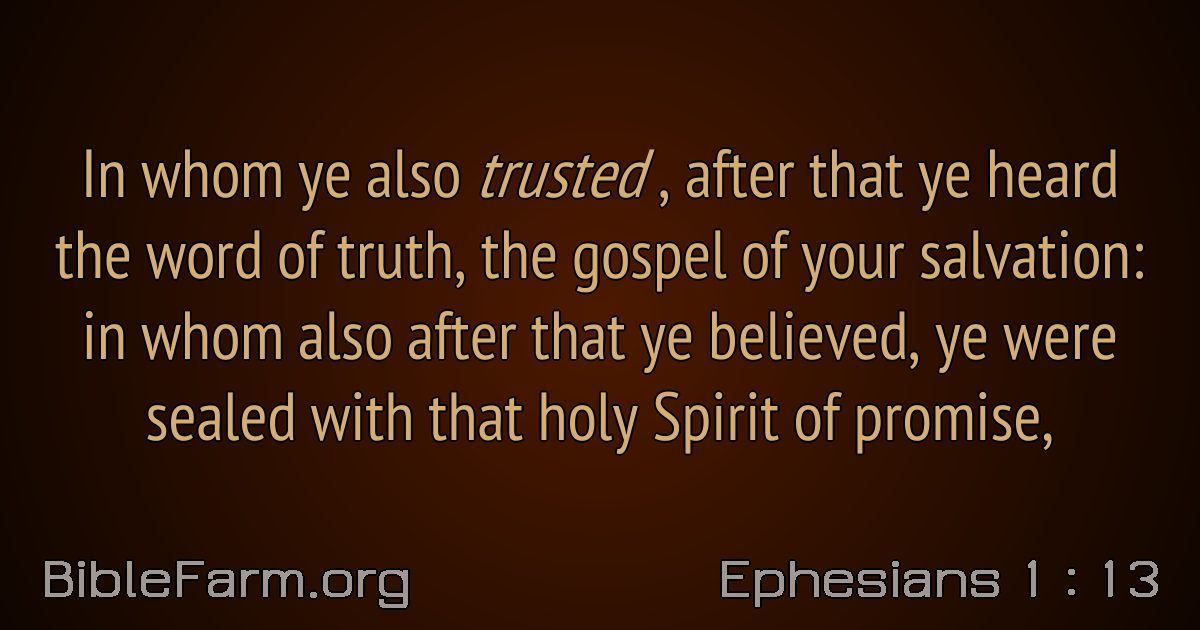 In whom ye also trusted , after that ye heard
the word of truth, the gospel of your salvation:
in whom also after that ye believed, ye were
sealed with that holy Spirit of promise,
BibleFarm.org
Ephesians 1 : 13